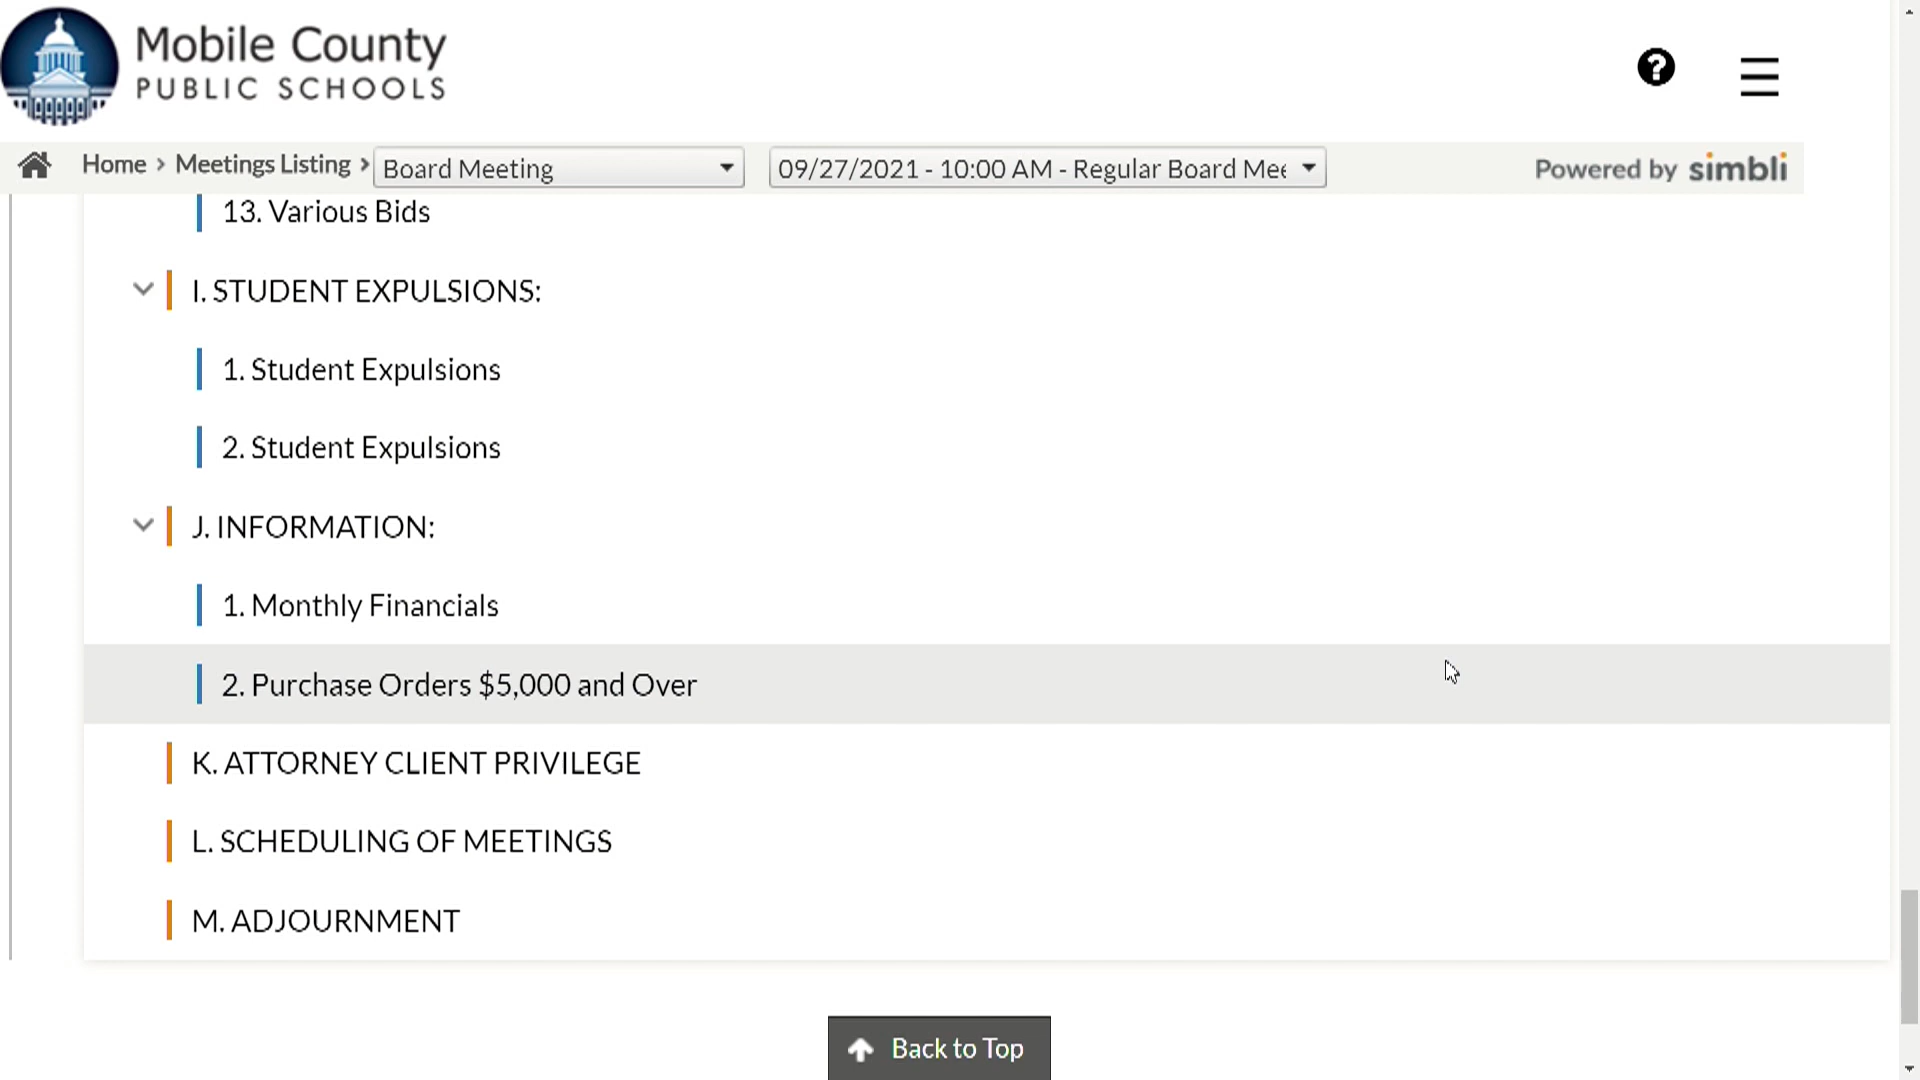 Mobile County
PUBLIC SCHOOLS
?
Home > Meetings Listing > Board Meeting 09/27/2021 - 10:00 AM - Regular Board Mee Powered by simbli
13. Various Bids
I. STUDENT EXPULSIONS:
1. Student Expulsions
2. Student Expulsions
J. INFORMATION:
1. Monthly Financials
2. Purchase Orders $5,000 and Over
K. ATTORNEY CLIENT PRIVILEGE
L. SCHEDULING OF MEETINGS
M. ADJOURNMENT
Back to Top